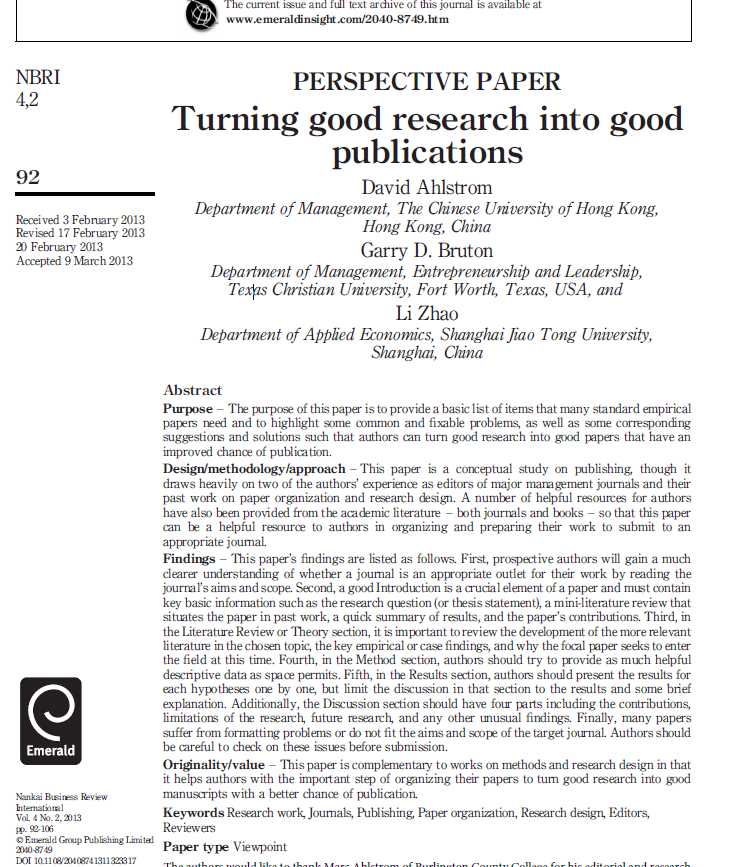 The current issue and full text archive of this journal is available at
www.emeraldinsight.com/2040-8749.htm
NBRI
4,2
92
Received 3 February 2013
Revised 17 February 2013
20 February 2013
Accepted 9 March 2013
PERSPECTIVE PAPER
Turning good research into good
publications
David Ahlstrom
Department of Management, The Chinese University of Hong Kong,
Hong Kong, China
Garry D. Bruton
Department of Management, Entrepreneurship and Leadership,
Texas Christian University, Fort Worth, Texas, USA, and
Li Zhao
Department of Applied Economics, Shanghai Jiao Tong University,
Shanghai, China
Abstract
Purpose – The purpose of this paper is to provide a basic list of items that many standard empirical
papers need and to highlight some common and fixable problems, as well as some corresponding
suggestions and solutions such that authors can turn good research into good papers that have an
improved chance of publication.
Design/methodology/approach – This paper is a conceptual study on publishing, though it
draws heavily on two of the authors' experience as editors of major management journals and their
past work on paper organization and research design. A number of helpful resources for authors
have also been provided from the academic literature – both journals and books – so that this paper
can be a helpful resource to authors in organizing and preparing their work to submit to an
appropriate journal.
Findings – This paper's findings are listed as follows. First, prospective authors will gain a much
clearer understanding of whether a journal is an appropriate outlet for their work by reading the
journal's aims and scope. Second, a good Introduction is a crucial element of a paper and must contain
key basic information such as the research question (or thesis statement), a mini-literature review that
situates the paper in past work, a quick summary of results, and the paper's contributions. Third, in
the Literature Review or Theory section, it is important to review the development of the more relevant
literature in the chosen topic, the key empirical or case findings, and why the focal paper seeks to enter
the field at this time. Fourth, in the Method section, authors should try to provide as much helpful
descriptive data as space permits. Fifth, in the Results section, authors should present the results for
each hypotheses one by one, but limit the discussion in that section to the results and some brief
explanation. Additionally, the Discussion section should have four parts including the contributions,
limitations of the research, future research, and any other unusual findings. Finally, many papers
suffer from formatting problems or do not fit the aims and scope of the target journal. Authors should
be careful to check on these issues before submission.
Originality/value – This paper is complementary to works on methods and research design in that
it helps authors with the important step of organizing their papers to turn good research into good
manuscripts with a better chance of publication.
Keywords Research work, Journals, Publishing, Paper organization, Research design, Editors,
Reviewers
Paper type Viewpoint
Emerald
Nankai Business Review
International
Vol. 4 No. 2, 2013
pp. 92-106
© Emerald Group Publishing Limited
2040-8749
DOI 10.1108/20408741311323317
The authors would like to thank Marc Ahlstrom of Burlington County College for his editorial and research